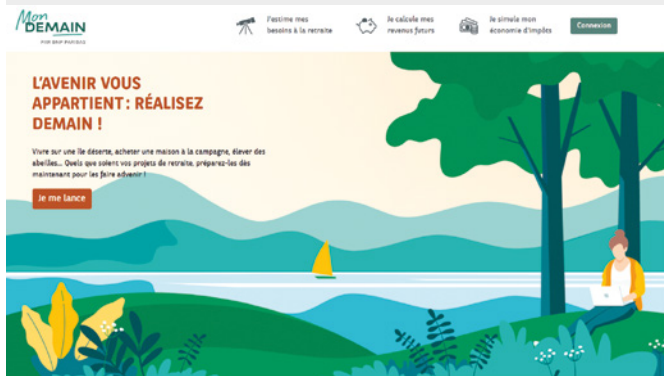 Mon
DEMAIN
PAR BNP PARIBAS
J'estime mes
besoins à la retraite
Je calcule mes
revenus futurs
Je simule mon
économie d'impôts
Connexion
L'AVENIR VOUS
APPARTIENT : RÉALISEZ
DEMAIN !
Vivre sur une île déserte, acheter une maison à la campagne, élever des
abeilles... Quels que soient vos projets de retraite, préparez-les dès
maintenant pour les faire advenir !
Je me lance